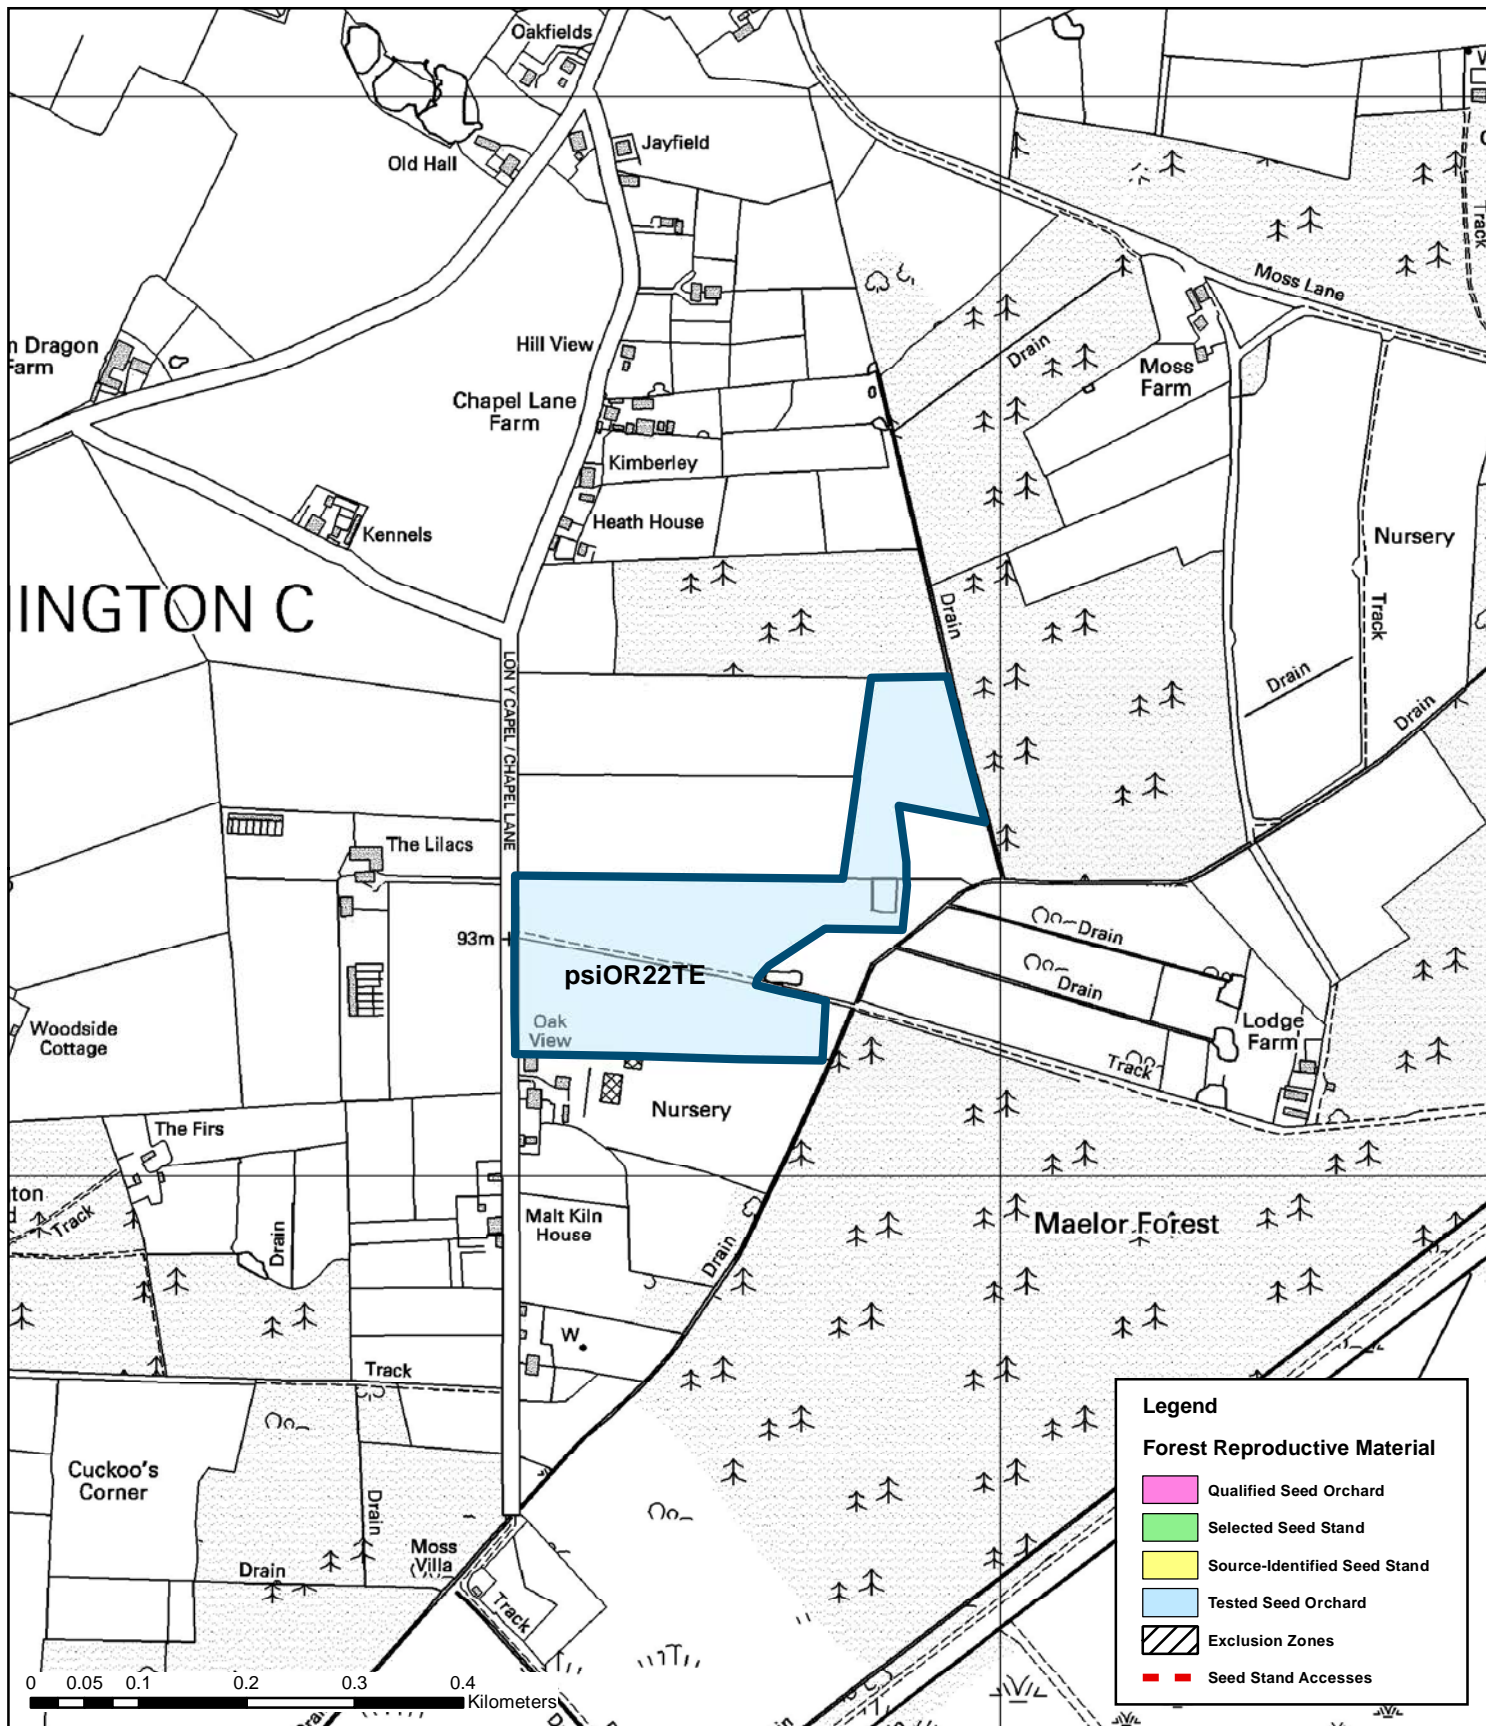 Oakfields
Jayfield
Old Hall
Track
Moss Lane
n Dragon
Farm
Hill View
Drain
Moss
Farm
Chapel Lane
Farm
Kimberley
Heath House
Kennels
Nursery
INGTON C
Drain
Track
LON Y CAPEL / CHAPEL LANE
Drain
Drain
The Lilacs
93m
psiOR22TE
Drain
Drain
Oak
View
Woodside
Cottage
Lodge
Farm
Track
Nursery
The Firs
ton
d
Track
Drain
Malt Kiln
House
Maelor Forest
Drain
W
Track
Cuckoo's
Corner
Drain
Moss
Villa
Drain
Track
Legend
Forest Reproductive Material
Qualified Seed Orchard
Selected Seed Stand
Source-Identified Seed Stand
Tested Seed Orchard
Exclusion Zones
Seed Stand Accesses
0 0.05 0.1 0.2 0.3 0.4
Kilometers
Drain